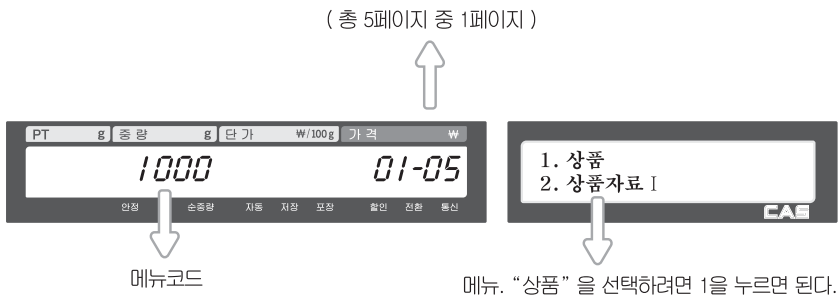 ( 총 5페이지 중 1페이지 )
PT g 중 량 g 단 가 ₩/100 g 가 격 ₩
1000 01-05
안정 순중량 자동 저장 포장 할인 전환 통신
1. 상품
2. 상품자료 I
CAS
메뉴코드
메뉴. “상품” 을 선택하려면 1을 누르면 된다.